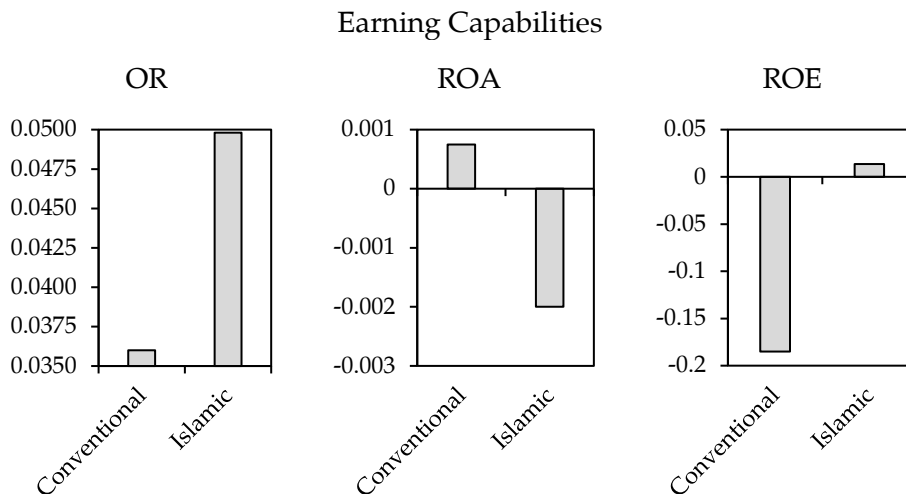 Earning Capabilities
OR
0.0500
0.0475
0.0450
0.0425
0.0400
0.0375
0.0350
Conventional
Islamic
ROA
0.001
0
-0.001
-0.002
-0.003
Conventional
Islamic
ROE
0.05
0
-0.05
-0.1
-0.15
-0.2
Conventional
Islamic